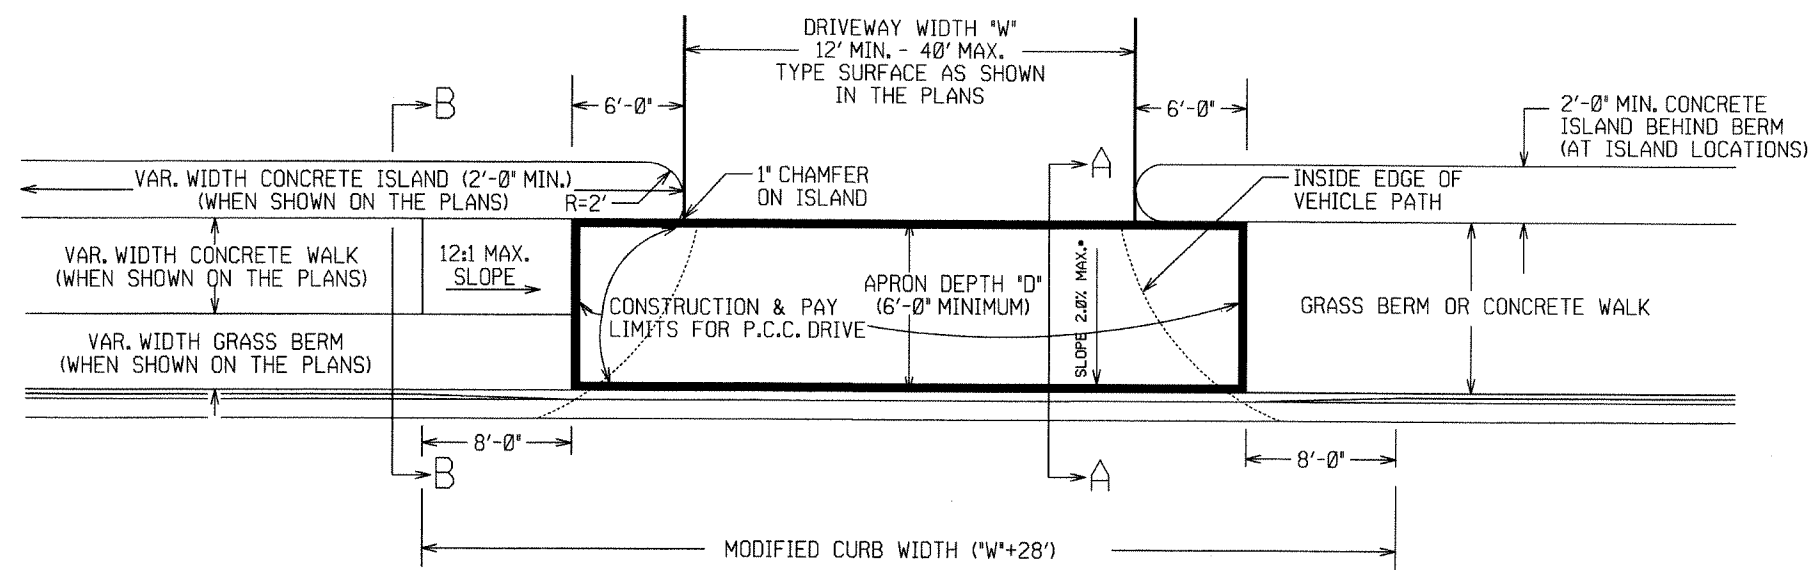 DRIVEWAY WIDTH "W"
12' MIN. - 40' MAX.
TYPE SURFACE AS SHOWN
IN THE PLANS
6'-0"
6'-0"
B
A
2'-0" MIN. CONCRETE
ISLAND BEHIND BERM
(AT ISLAND LOCATIONS)
VAR. WIDTH CONCRETE ISLAND (2'-0" MIN.)
(WHEN SHOWN ON THE PLANS)
R=2'
1" CHAMFER
ON ISLAND
INSIDE EDGE OF
VEHICLE PATH
VAR. WIDTH CONCRETE WALK
(WHEN SHOWN ON THE PLANS)
12:1 MAX.
SLOPE
APRON DEPTH "D"
(6'-0" MINIMUM)
SLOPE 2.0% MAX.*
CONSTRUCTION & PAY
LIMITS FOR P.C.C. DRIVE
GRASS BERM OR CONCRETE WALK
VAR. WIDTH GRASS BERM
(WHEN SHOWN ON THE PLANS)
8'-0"
8'-0"
B
A
MODIFIED CURB WIDTH ("W"+28')